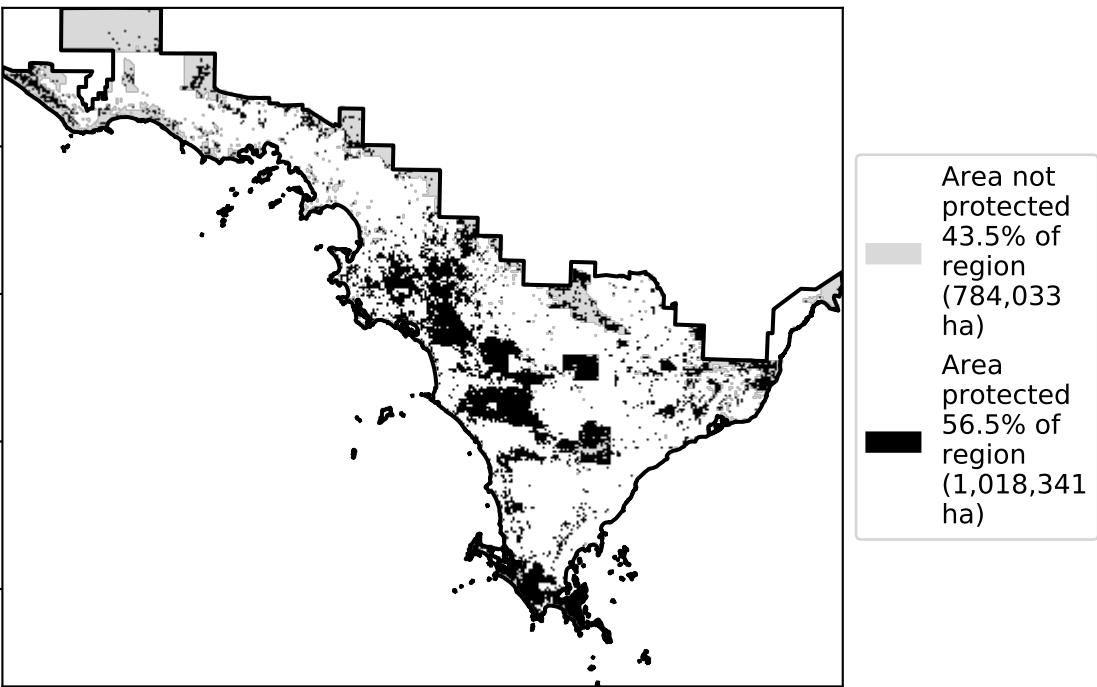 Area not
protected
43.5% of
region
(784,033
ha)
Area
protected
56.5% of
region
(1,018,341
ha)